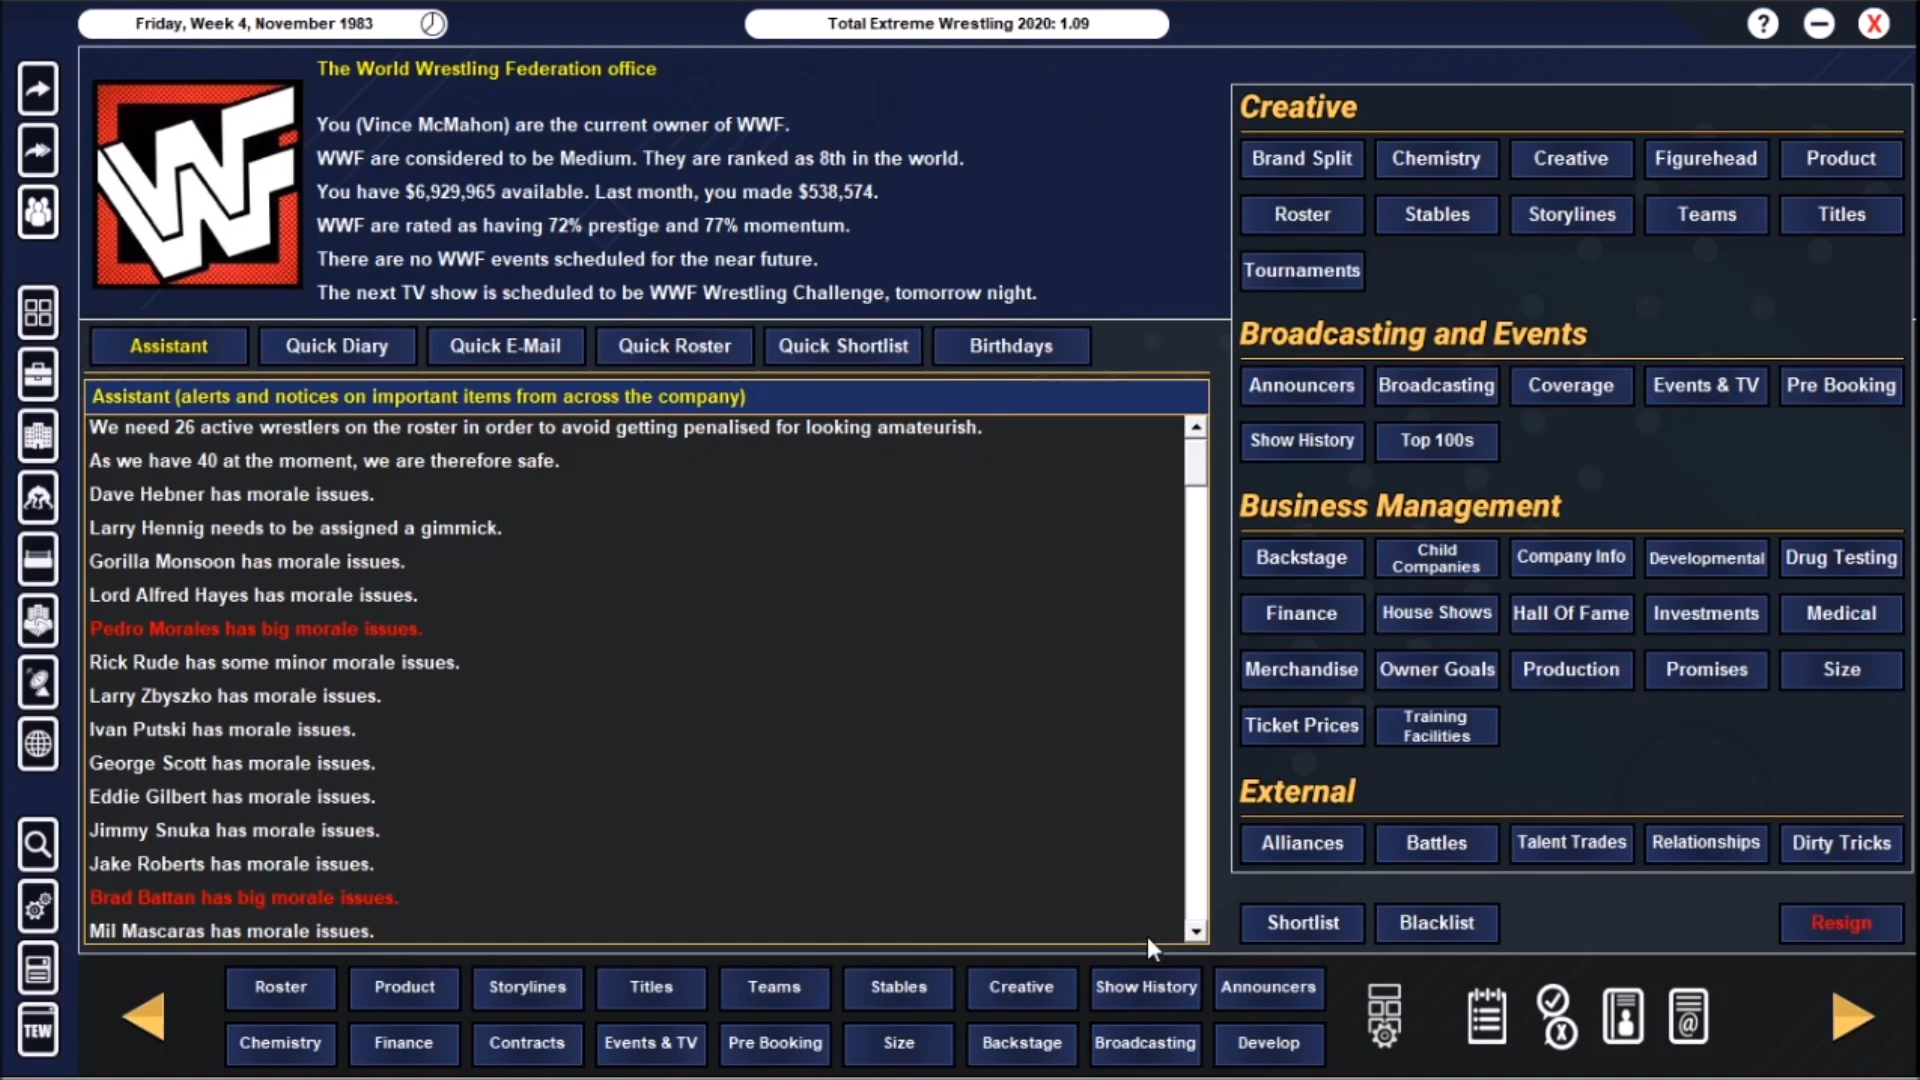 Friday, Week 4, November 1983
Total Extreme Wrestling 2020: 1.09
?
X
The World Wrestling Federation office
You (Vince McMahon) are the current owner of WWF.
WWF are considered to be Medium. They are ranked as 8th in the world.
You have $6,929,965 available. Last month, you made $538,574.
WWF are rated as having 72% prestige and 77% momentum.
There are no WWF events scheduled for the near future.
The next TV show is scheduled to be WWF Wrestling Challenge, tomorrow night.
WF
Assistant Quick Diary Quick E-Mail Quick Roster Quick Shortlist Birthdays
Assistant (alerts and notices on important items from across the company)
We need 26 active wrestlers on the roster in order to avoid getting penalised for looking amateurish.
As we have 40 at the moment, we are therefore safe.
Dave Hebner has morale issues.
Larry Hennig needs to be assigned a gimmick.
Gorilla Monsoon has morale issues.
Lord Alfred Hayes has morale issues.
Pedro Morales has big morale issues.
Rick Rude has some minor morale issues.
Larry Zbyszko has morale issues.
Ivan Putski has morale issues.
George Scott has morale issues.
Eddie Gilbert has morale issues.
Jimmy Snuka has morale issues.
Jake Roberts has morale issues.
Brad Battan has big morale issues.
Mil Mascaras has morale issues.
Creative
Brand Split Chemistry Creative Figurehead Product
Roster Stables Storylines Teams Titles
Tournaments
Broadcasting and Events
Announcers Broadcasting Coverage Events & TV Pre Booking
Show History Top 100s
Business Management
Backstage Child Companies Company Info Developmental Drug Testing
Finance House Shows Hall Of Fame Investments Medical
Merchandise Owner Goals Production Promises Size
Ticket Prices Training Facilities
External
Alliances Battles Talent Trades Relationships Dirty Tricks
Shortlist Blacklist Resign
Roster Product Storylines Titles Teams Stables Creative Show History Announcers
Chemistry Finance Contracts Events & TV Pre Booking Size Backstage Broadcasting Develop
TEW